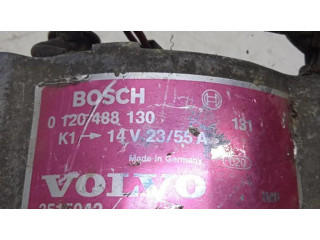 BOSCH
0 120 488 130 131
K1 → 14V 23/55 A
Made in Germany
VOLVO